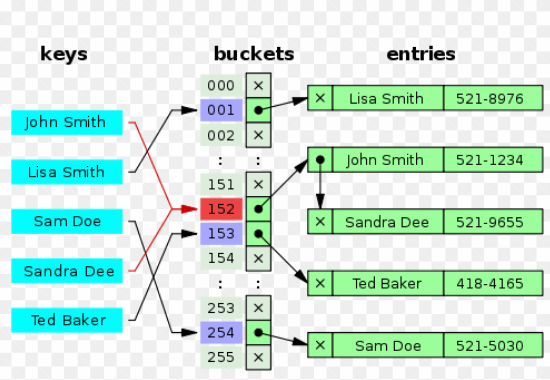 keys
buckets
entries
John Smith
Lisa Smith
Sam Doe
Sandra Dee
Ted Baker
000 ×
001
002 ×
: :
151 ×
152
153
154 ×
: :
253 ×
254
255 ×
× Lisa Smith 521-8976
John Smith 521-1234
× Sandra Dee 521-9655
× Ted Baker 418-4165
× Sam Doe 521-5030